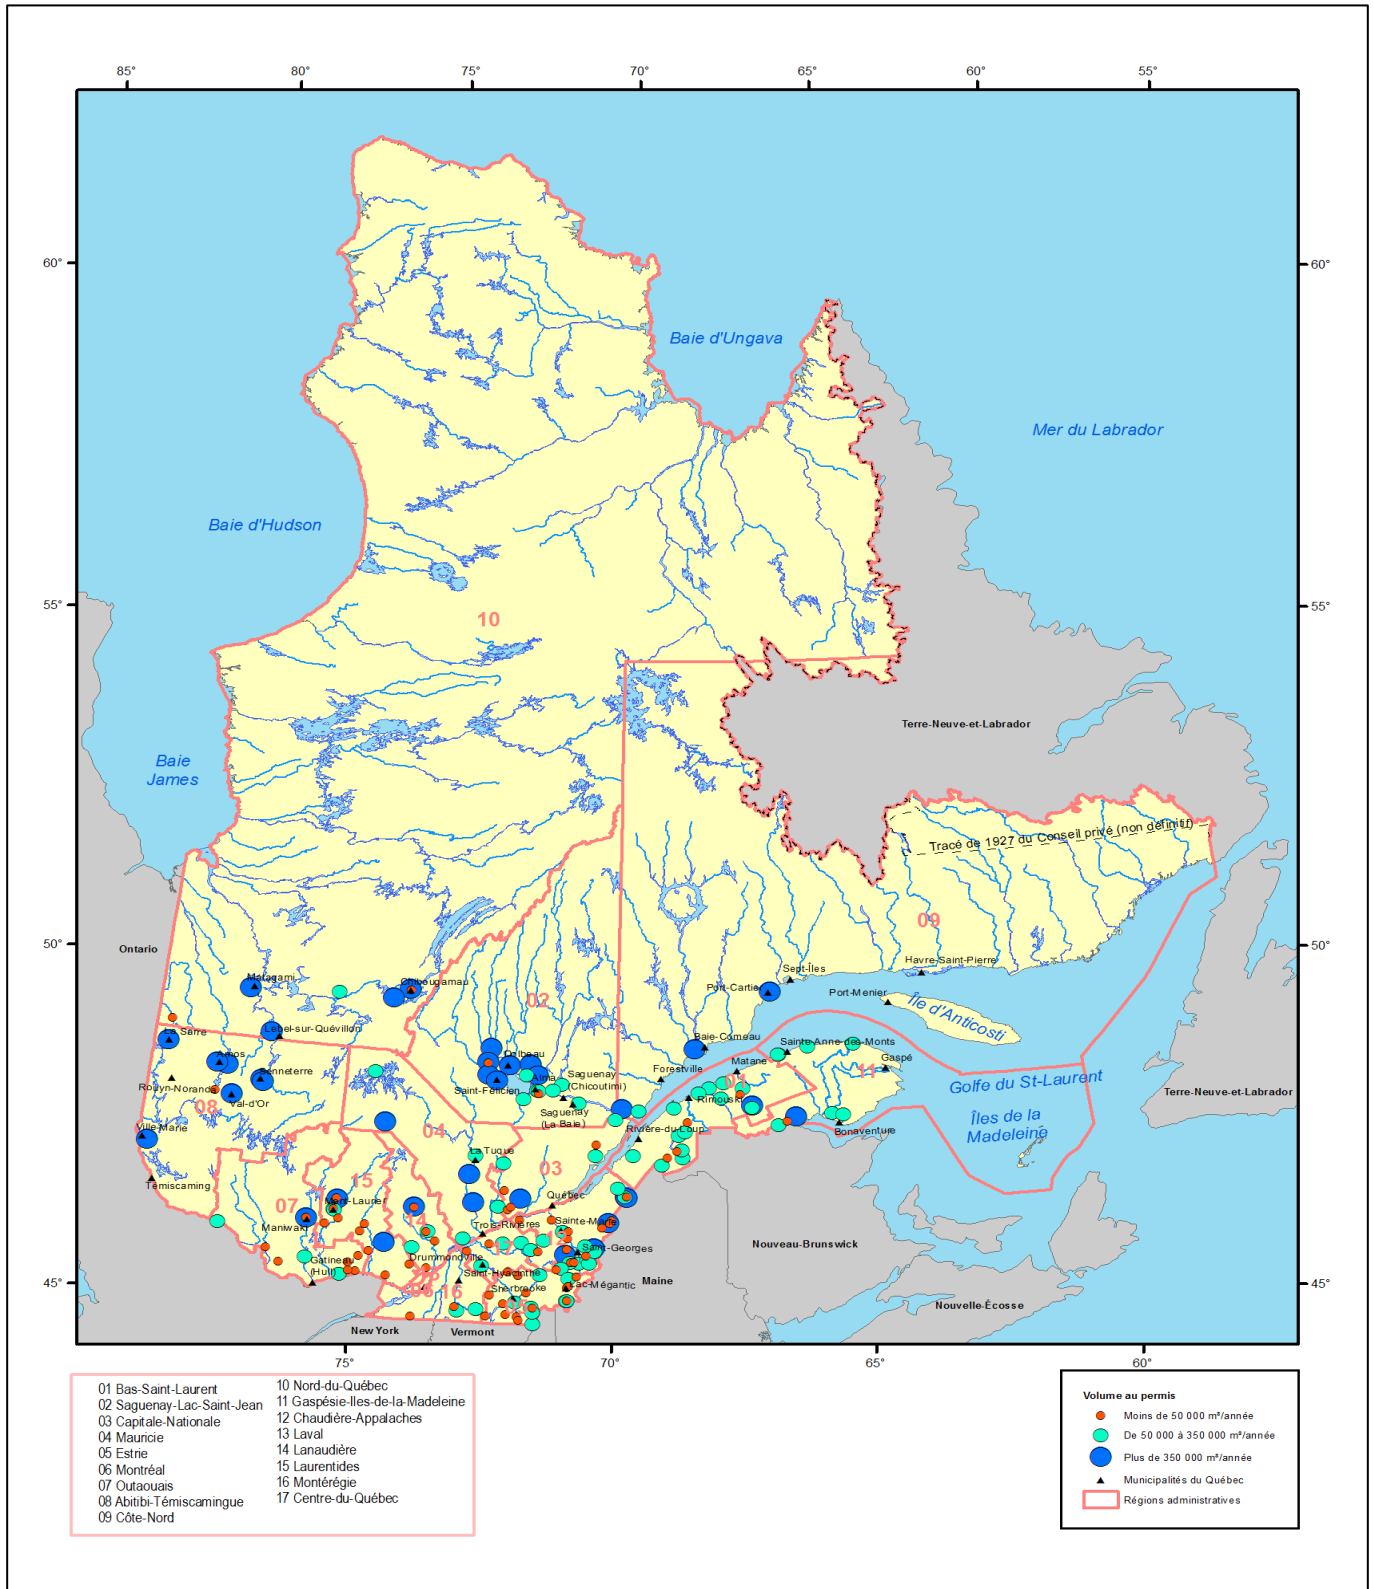 85°
80°
75°
70°
65°
60°
55°
60°
60°
Baie d'Ungava
Mer du Labrador
Baie d'Hudson
55°
10
55°
Terre-Neuve-et-Labrador
Baie
James
Tracé de 1927 du Conseil privé (non définitif)
09
Ontario
50°
50°
Havre-Saint-Pierre
Sept-Îles
Matagami
Chibougamau
Port-Cartier
Port-Menier
02
Île d'Anticosti
La Sarre
Lebel-sur-Quévillon
Baie-Comeau
Sainte-Anne-des-Monts
Amos
Dolbeau
Matane
Gaspé
Senneterre
Alma
Saguenay
(Chicoutimi)
Forestville
11
01
Golfe du St-Laurent
Rouyn-Noranda
Saint-Félicien
Rimouski
Terre-Neuve-et-Labrador
08
Val-d'Or
Saguenay
(La Baie)
Îles de la
Madeleine
Ville-Marie
04
Rivière-du-Loup
Bonaventure
La Tuque
03
Témiscaming
15
07
Mont-Laurier
Québec
Maniwaki
14
Trois-Rivières
Sainte-Marie
Nouveau-Brunswick
Gatineau
(Hull)
Drummondville
Saint-Georges
Saint-Hyacinthe
45°
Maine
45°
16
Sherbrooke
Lac-Mégantic
Nouvelle-Écosse
New York
Vermont
75°
70°
65°
60°
01 Bas-Saint-Laurent
02 Saguenay-Lac-Saint-Jean
03 Capitale-Nationale
04 Mauricie
05 Estrie
06 Montréal
07 Outaouais
08 Abitibi-Témiscamingue
09 Côte-Nord
10 Nord-du-Québec
11 Gaspésie-Iles-de-la-Madeleine
12 Chaudière-Appalaches
13 Laval
14 Lanaudière
15 Laurentides
16 Montérégie
17 Centre-du-Québec
Volume au permis
Moins de 50 000 m³/année
De 50 000 à 350 000 m³/année
Plus de 350 000 m³/année
Municipalités du Québec
Régions administratives